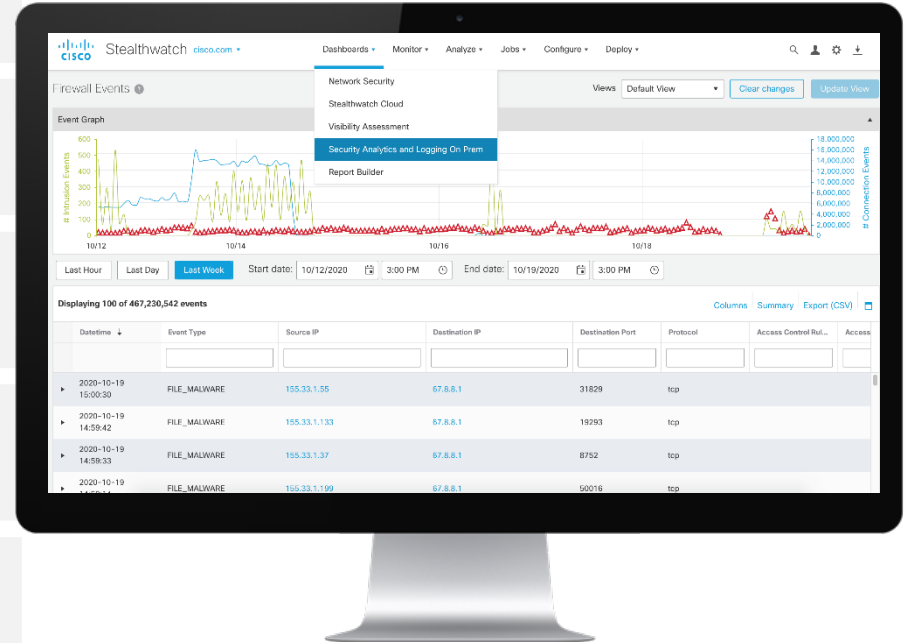 CISCO Stealthwatch cisco.com Dashboards Monitor Analyze Jobs Configure Deploy
Firewall Events
Network Security
Stealthwatch Cloud
Visibility Assessment
Security Analytics and Logging On Prem
Report Builder
Views Default View Clear changes Update View
Event Graph
# Intrusion Events
600
500
400
300
200
100
0
18,000,000
16,000,000
14,000,000
12,000,000
10,000,000
8,000,000
6,000,000
4,000,000
2,000,000
0
# Connection Events
10/12 10/14 10/16 10/18
Last Hour Last Day Last Week Start date: 10/12/2020 3:00 PM End date: 10/19/2020 3:00 PM
Displaying 100 of 467,230,542 events Columns Summary Export (CSV)
Datetime Event Type Source IP Destination IP Destination Port Protocol Access Control Rul... Access
2020-10-19
15:00:30 FILE_MALWARE 155.33.1.55 67.8.8.1 31829 tcp
2020-10-19
14:59:42 FILE_MALWARE 155.33.1.133 67.8.8.1 19293 tcp
2020-10-19
14:59:33 FILE_MALWARE 155.33.1.37 67.8.8.1 8752 tcp
2020-10-19
FILE_MALWARE 155.33.1.199 67.8.8.1 50016 tcp